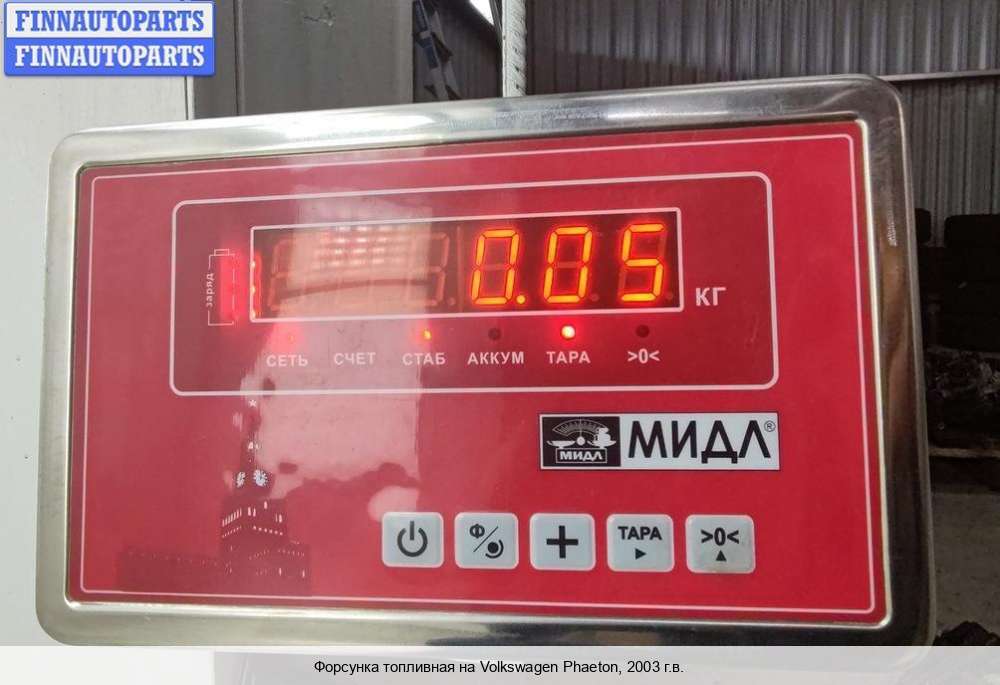 FINNAUTOPARTS
FINNAUTOPARTS
заряд
0.05 КГ
СЕТЬ СЧЕТ СТАБ АККУМ ТАРА >0<
МИДЛ МИДЛ®
Ф ТАРА >0<
Форсунка топливная на Volkswagen Phaeton, 2003 г.в.